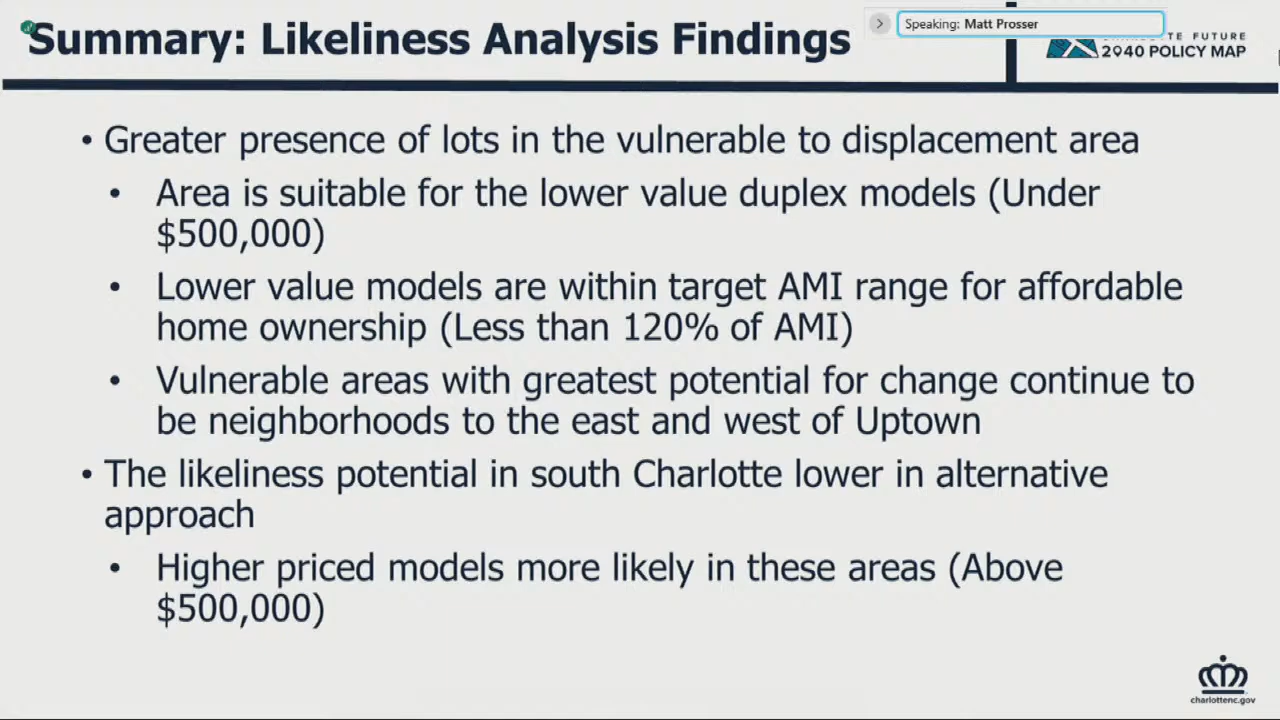 Summary: Likeliness Analysis Findings
Speaking: Matt Prosser
FUTURE
2040 POLICY MAP
• Greater presence of lots in the vulnerable to displacement area
• Area is suitable for the lower value duplex models (Under
$500,000)
• Lower value models are within target AMI range for affordable
home ownership (Less than 120% of AMI)
• Vulnerable areas with greatest potential for change continue to
be neighborhoods to the east and west of Uptown
• The likeliness potential in south Charlotte lower in alternative
approach
• Higher priced models more likely in these areas (Above
$500,000)
charlottenc.gov